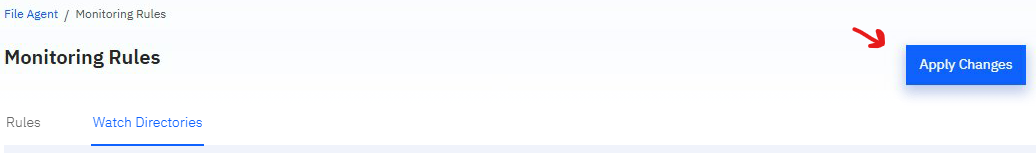 File Agent / Monitoring Rules
Monitoring Rules
Apply Changes
Rules Watch Directories